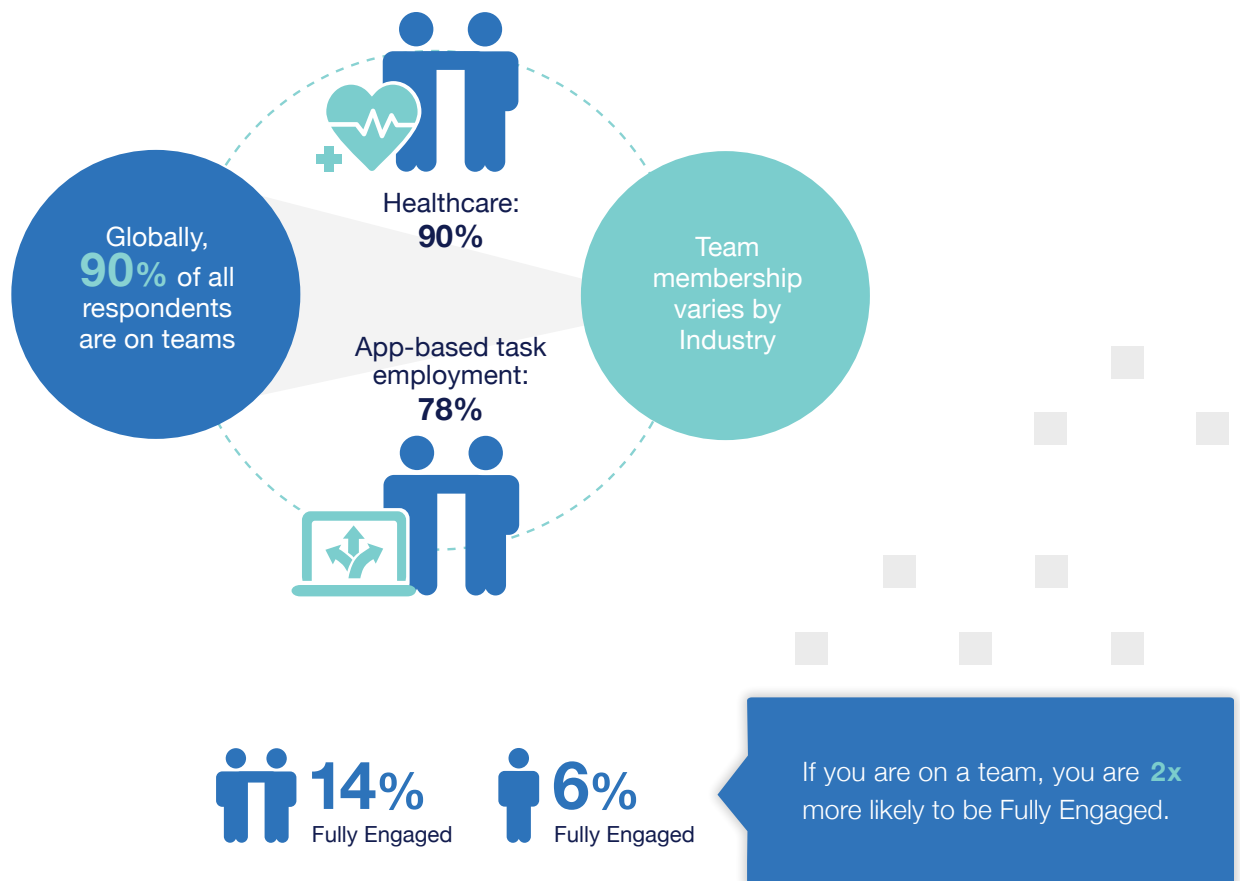 Globally,
90% of all
respondents
are on teams
Healthcare:
90%
App-based task
employment:
78%
Team
membership
varies by
Industry
14%
Fully Engaged
6%
Fully Engaged
If you are on a team, you are 2x
more likely to be Fully Engaged.